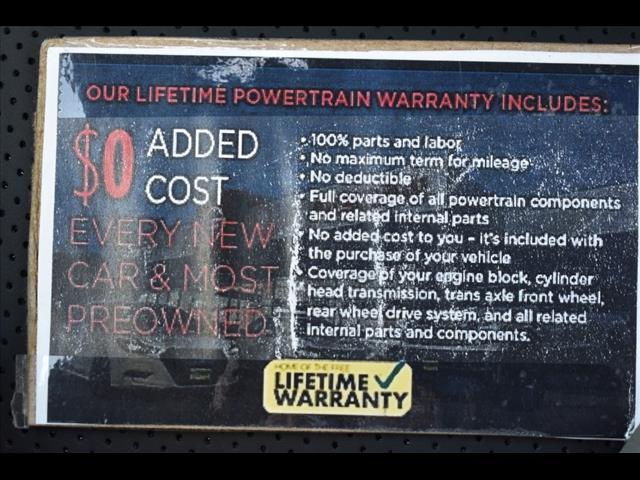 OUR LIFETIME POWERTRAIN WARRANTY INCLUDES:
$0 ADDED
COST
EVERY NEW
CAR & MOST
PREOWNED
• 100% parts and labor
• No maximum term for mileage
• No deductible
• Full coverage of all powertrain components
and related internal parts
• No added cost to you - it's included with
the purchase of your vehicle
• Coverage of your engine block, cylinder
head transmission, trans axle front wheel,
rear wheel drive system, and all related
internal parts and components.
HOME OF THE FREE
LIFETIME
WARRANTY